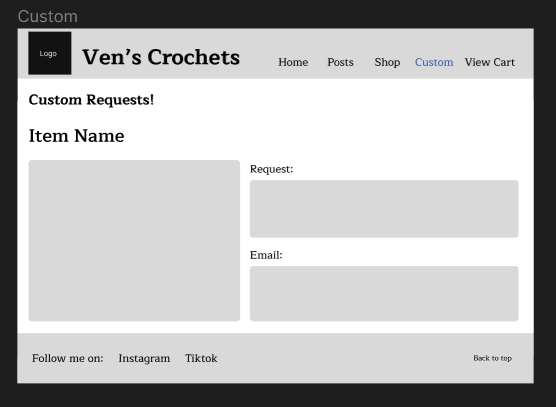 Custom
Logo
Ven's Crochets
Home Posts Shop Custom View Cart
Custom Requests!
Item Name
Request:
Email:
Follow me on: Instagram Tiktok
Back to top